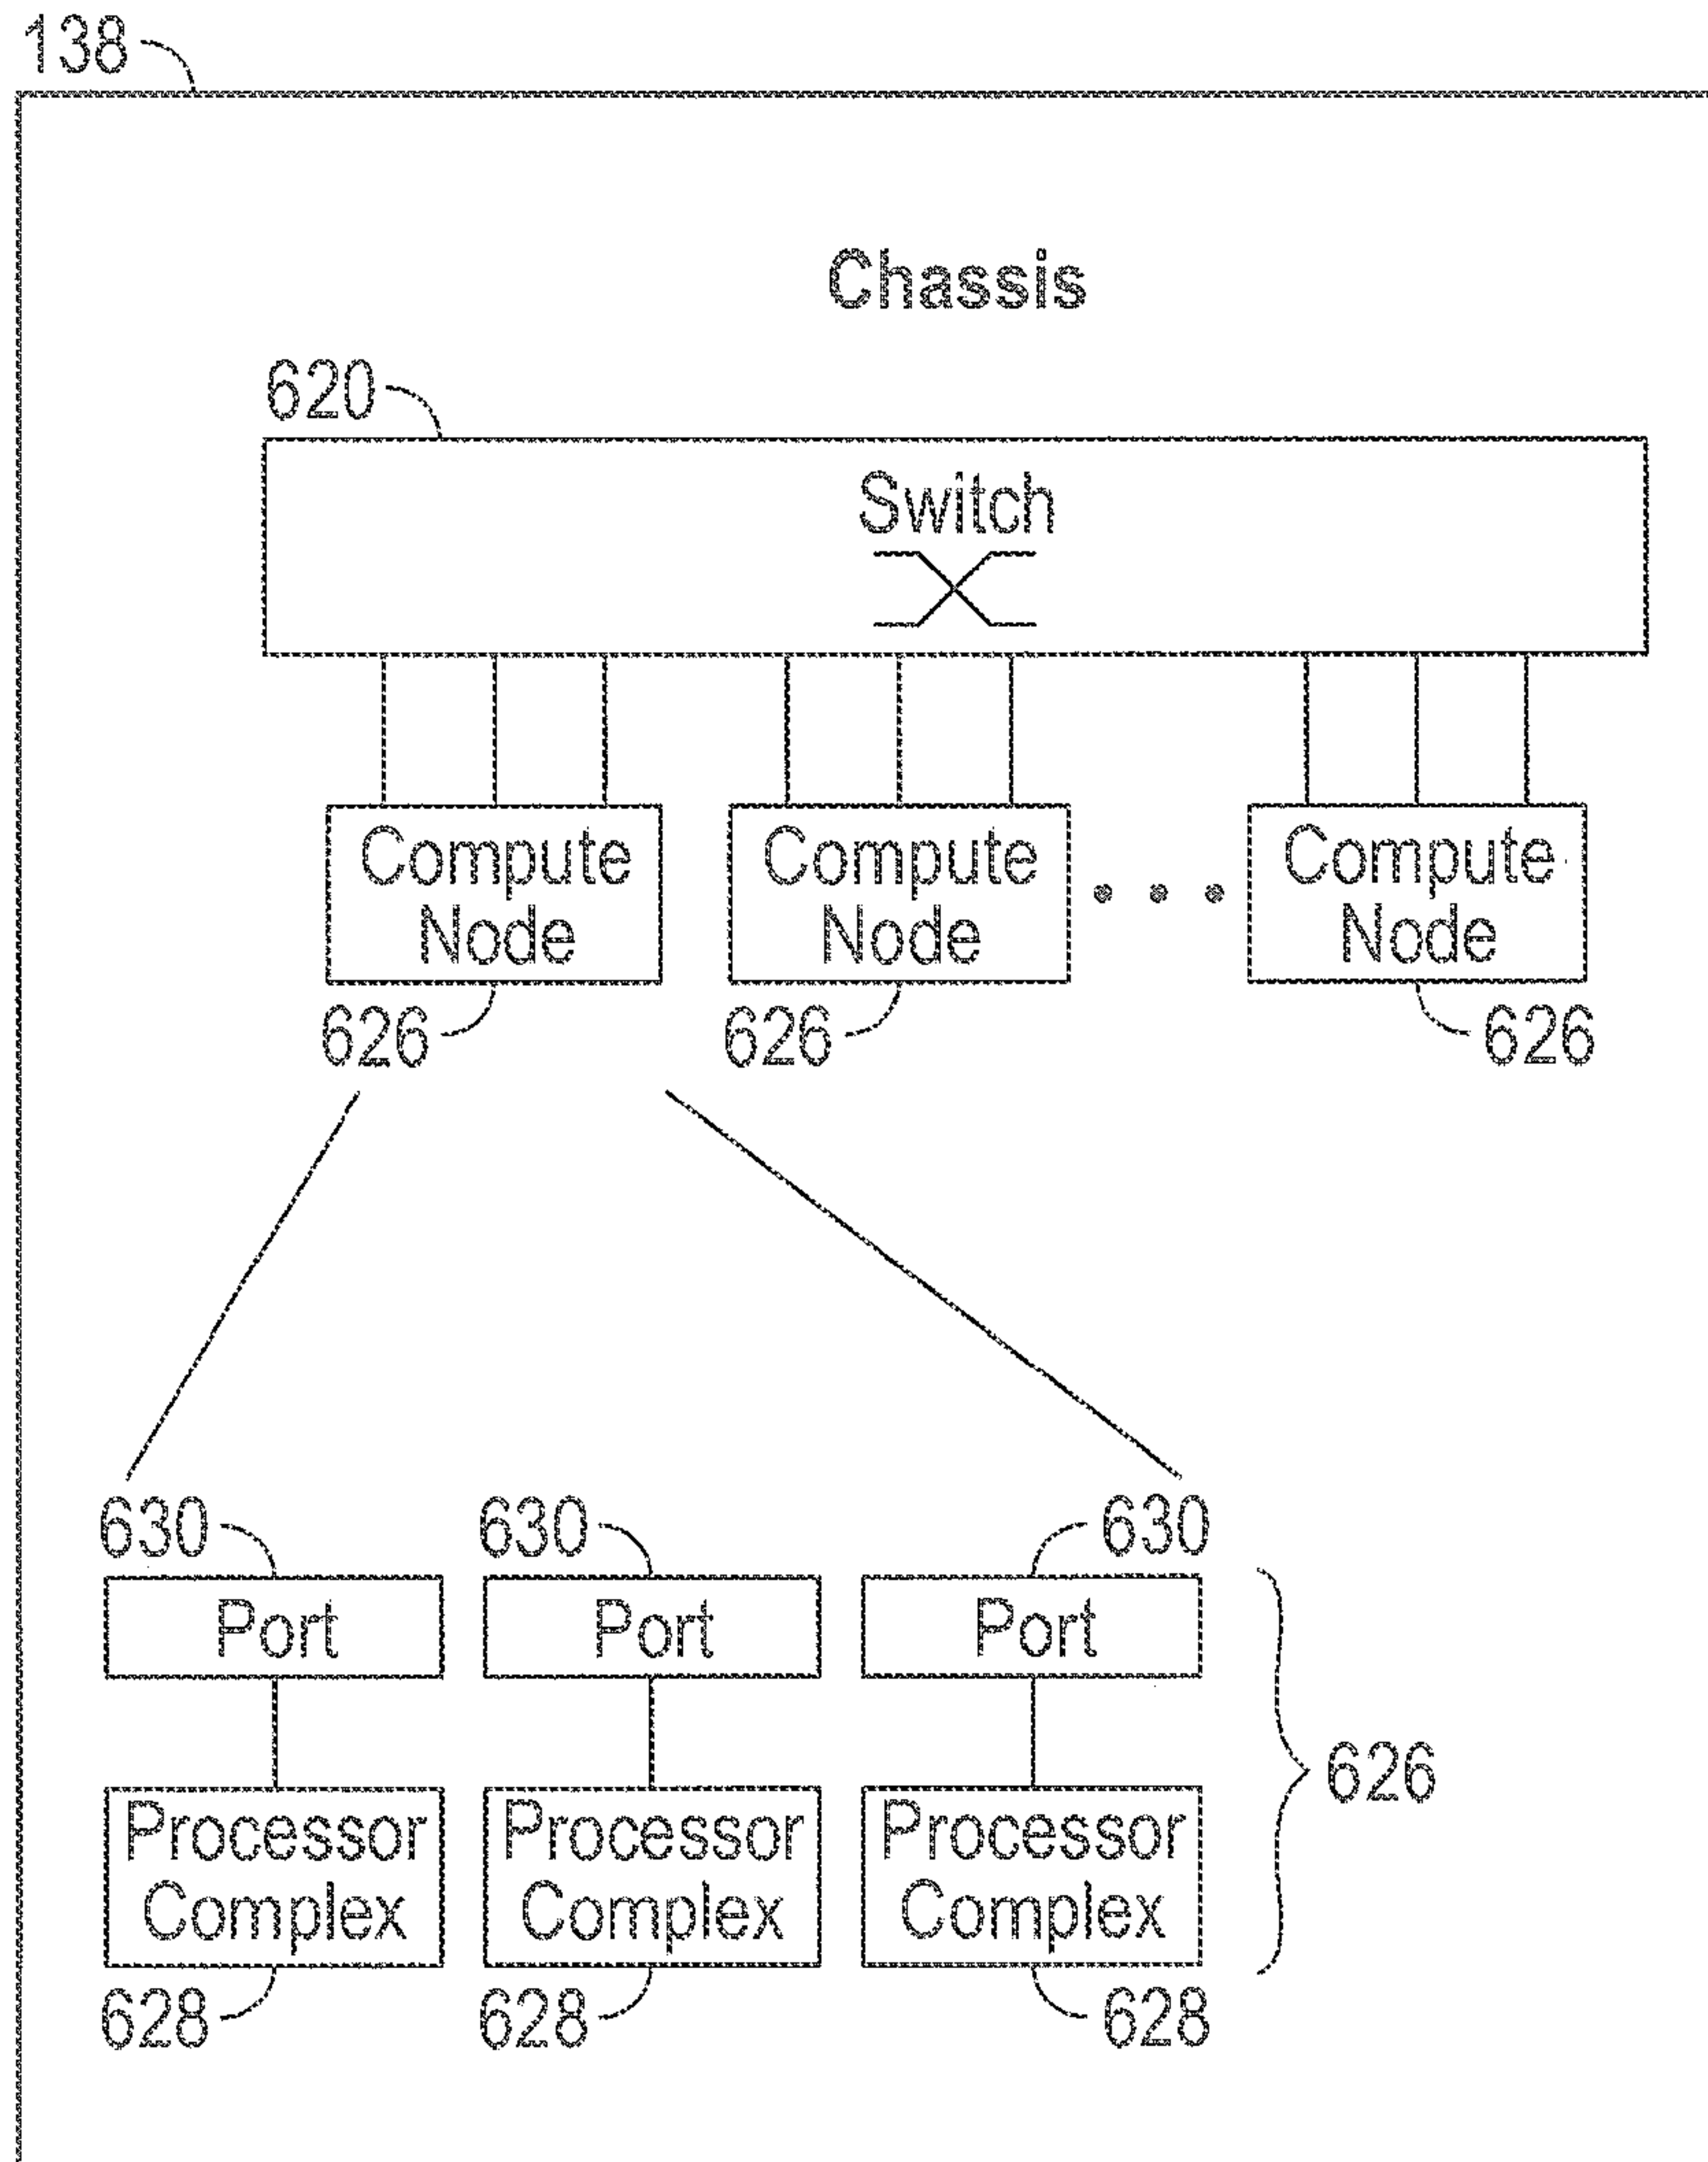 138
Chassis
620
Switch
Compute Node
Compute Node
Compute Node
626
626
626
630
630
630
Port
Port
Port
626
Processor Complex
Processor Complex
Processor Complex
628
628
628